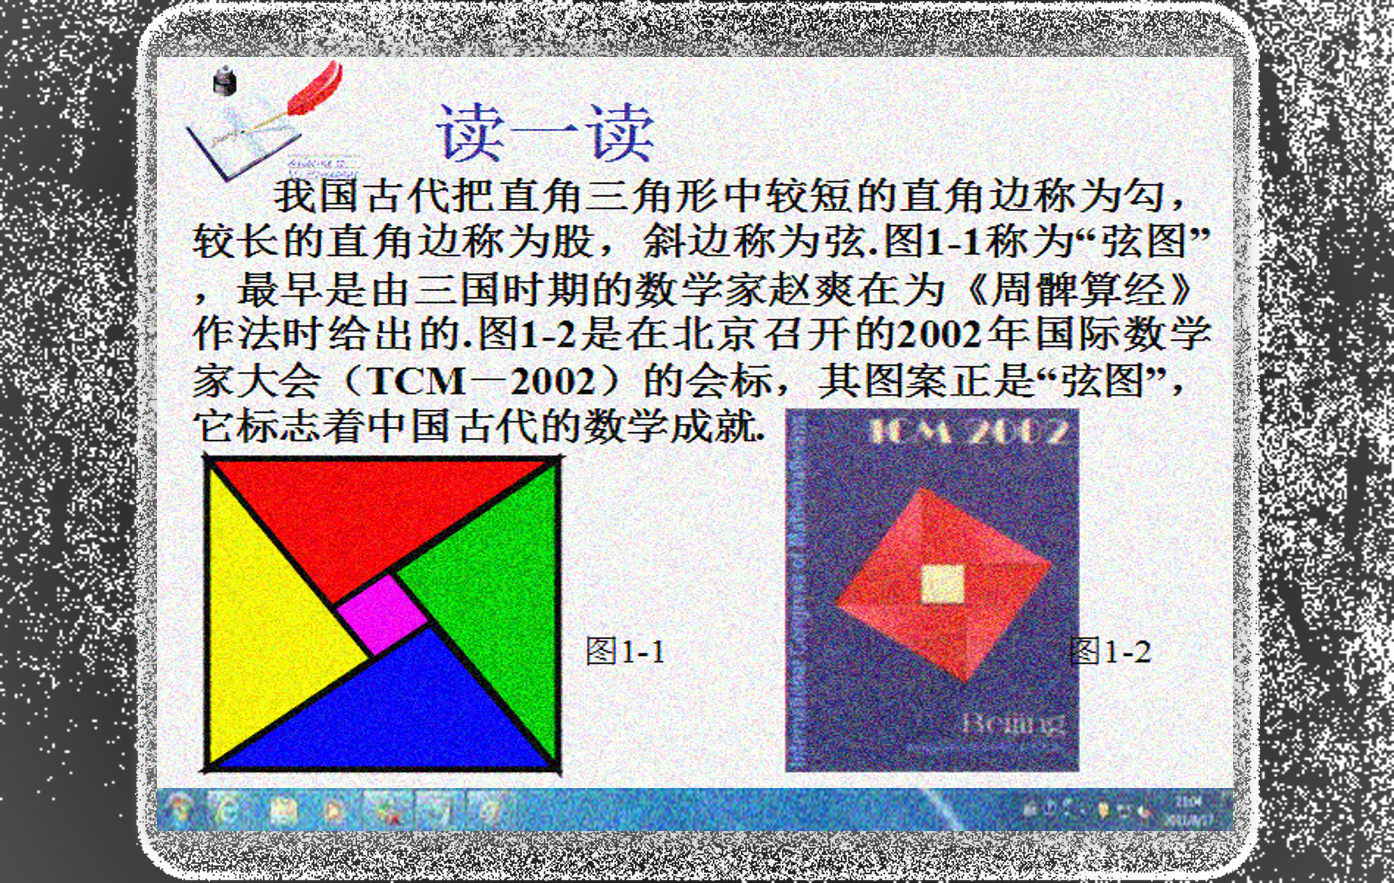 读一读
我国古代把直角三角形中较短的直角边称为勾，
较长的直角边称为股，斜边称为弦.图1-1称为“弦图”
，最早是由三国时期的数学家赵爽在为《周髀算经》
作法时给出的.图1-2是在北京召开的2002年国际数学
家大会（TCM－2002）的会标，其图案正是“弦图”，
它标志着中国古代的数学成就.
TCM 2002
图1-1
图1-2
Beijing
21:04